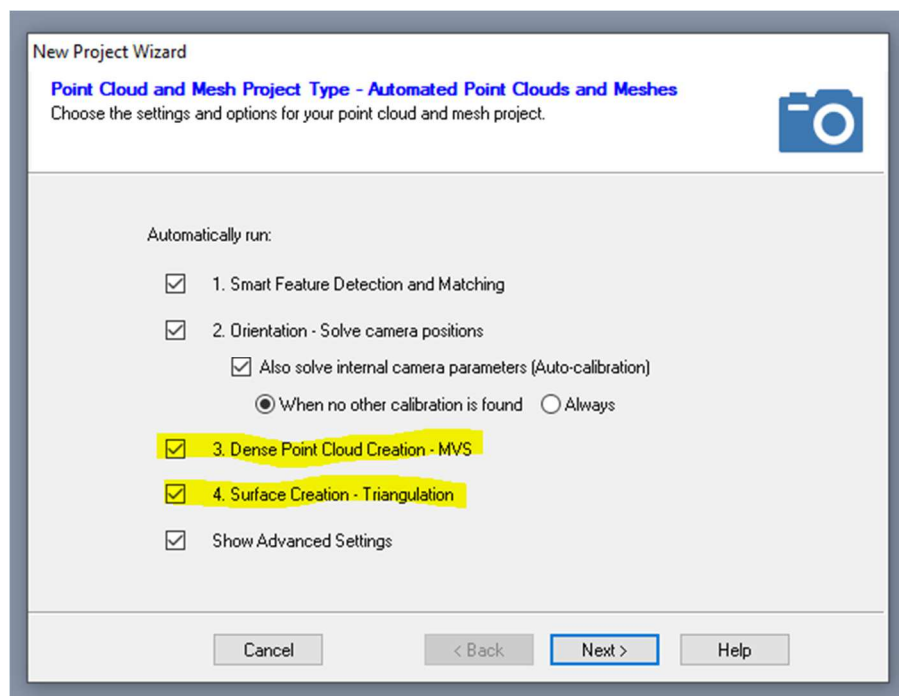 New Project Wizard
Point Cloud and Mesh Project Type - Automated Point Clouds and Meshes
Choose the settings and options for your point cloud and mesh project.
Automatically run:
1. Smart Feature Detection and Matching
2. Orientation - Solve camera positions
Also solve internal camera parameters (Auto-calibration)
When no other calibration is found Always
3. Dense Point Cloud Creation - MVS
4. Surface Creation - Triangulation
Show Advanced Settings
Cancel < Back Next > Help